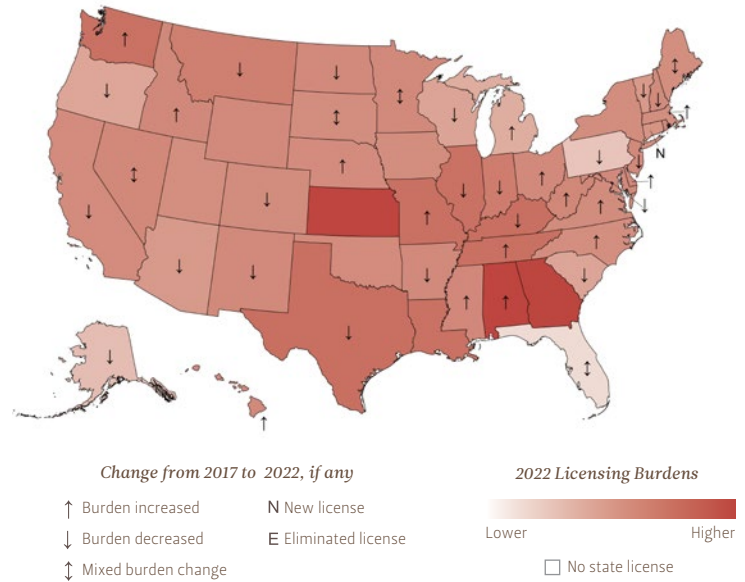 N
Change from 2017 to 2022, if any
↑ Burden increased
↓ Burden decreased
↕ Mixed burden change
N New license
E Eliminated license
2022 Licensing Burdens
Lower Higher
No state license